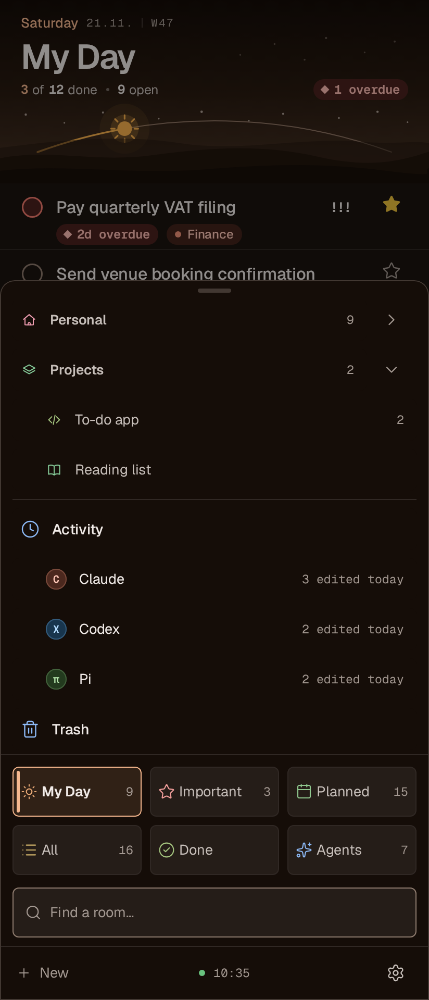 Saturday 21.11. | W47
My Day
3 of 12 done • 9 open
◆ 1 overdue
Pay quarterly VAT filing !!!
◆ 2d overdue
Finance
Send venue booking confirmation
Personal 9
Projects 2
To-do app 2
Reading list
Activity
C Claude 3 edited today
X Codex 2 edited today
π Pi 2 edited today
Trash
My Day 9
Important 3
Planned 15
All 16
Done
Agents 7
Find a room…
+ New
10:35